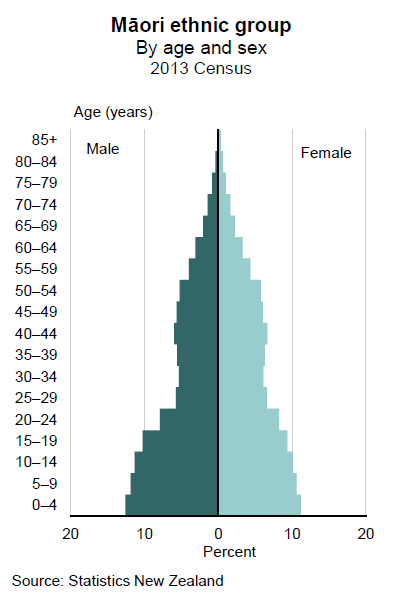 Māori ethnic group
By age and sex
2013 Census
Age (years)
Male
Female
85+
80–84
75–79
70–74
65–69
60–64
55–59
50–54
45–49
40–44
35–39
30–34
25–29
20–24
15–19
10–14
5–9
0–4
20 10 0 10 20
Percent
Source: Statistics New Zealand